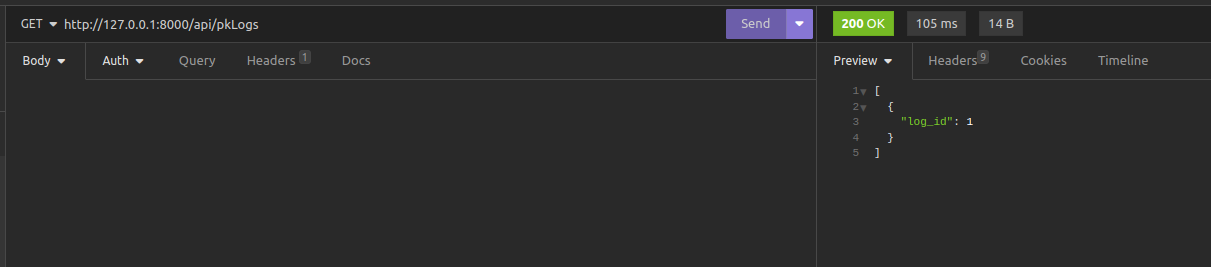 GET http://127.0.0.1:8000/api/pkLogs Send 200 OK 105 ms 14 B
Body Auth Query Headers 1 Docs Preview Headers 9 Cookies Timeline
1 [
2 {
3 "log_id": 1
4 }
5 ]